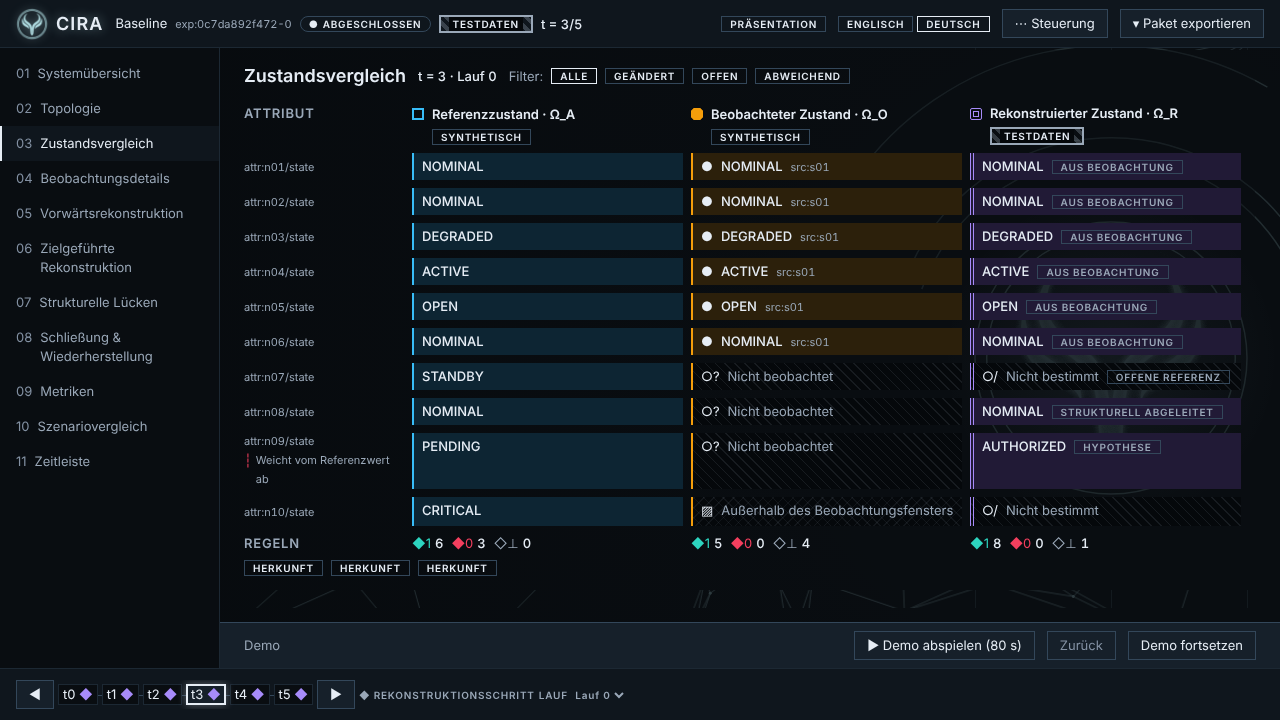 CIRA Baseline exp:0c7da892f472-0 ● ABGESCHLOSSEN TESTDATEN t = 3/5 PRÄSENTATION ENGLISCH DEUTSCH ··· Steuerung ▾ Paket exportieren
01 Systemübersicht
02 Topologie
03 Zustandsvergleich
04 Beobachtungsdetails
05 Vorwärtsrekonstruktion
06 Zielgeführte
Rekonstruktion
07 Strukturelle Lücken
08 Schließung &
Wiederherstellung
09 Metriken
10 Szenariovergleich
11 Zeitleiste
Zustandsvergleich t = 3 · Lauf 0 Filter: ALLE GEÄNDERT OFFEN ABWEICHEND
ATTRIBUT Referenzzustand · Ω_A Beobachteter Zustand · Ω_O Rekonstruierter Zustand · Ω_R
SYNTHETISCH SYNTHETISCH TESTDATEN
attr:n01/state NOMINAL ● NOMINAL src:s01 NOMINAL AUS BEOBACHTUNG
attr:n02/state NOMINAL ● NOMINAL src:s01 NOMINAL AUS BEOBACHTUNG
attr:n03/state DEGRADED ● DEGRADED src:s01 DEGRADED AUS BEOBACHTUNG
attr:n04/state ACTIVE ● ACTIVE src:s01 ACTIVE AUS BEOBACHTUNG
attr:n05/state OPEN ● OPEN src:s01 OPEN AUS BEOBACHTUNG
attr:n06/state NOMINAL ● NOMINAL src:s01 NOMINAL AUS BEOBACHTUNG
attr:n07/state STANDBY ○? Nicht beobachtet ○/ Nicht bestimmt OFFENE REFERENZ
attr:n08/state NOMINAL ○? Nicht beobachtet NOMINAL STRUKTURELL ABGELEITET
attr:n09/state PENDING ○? Nicht beobachtet AUTHORIZED HYPOTHESE
┆ Weicht vom Referenzwert
ab
attr:n10/state CRITICAL ▨ Außerhalb des Beobachtungsfensters ○/ Nicht bestimmt
REGELN ◆1 6 ◆0 3 ◇⊥ 0 ◆1 5 ◆0 0 ◇⊥ 4 ◆1 8 ◆0 0 ◇⊥ 1
HERKUNFT HERKUNFT HERKUNFT
Demo ▶ Demo abspielen (80 s) Zurück Demo fortsetzen
◀ t0 ◆ t1 ◆ t2 ◆ t3 ◆ t4 ◆ t5 ◆ ▶ ◆ REKONSTRUKTIONSSCHRITT LAUF Lauf 0